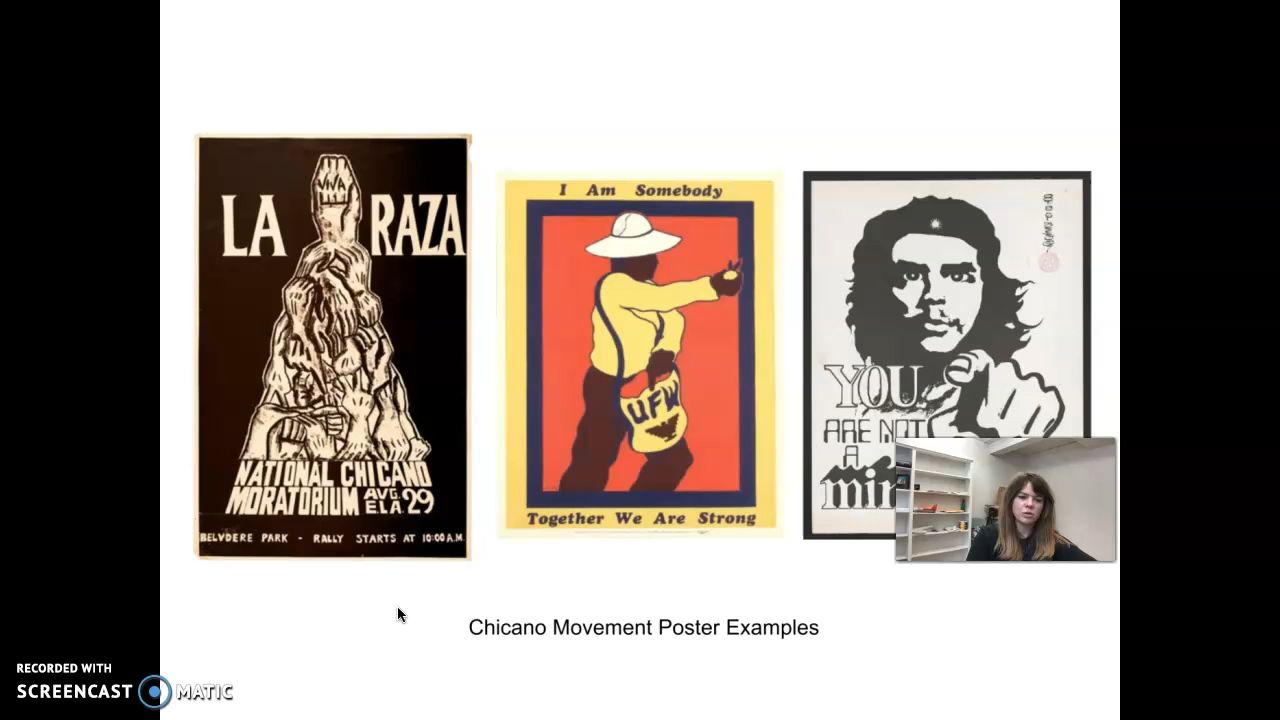 LA RAZA
VIVA
NATIONAL CHICANO
MORATORIUM AVG. 29
E.L.A.
BELVDERE PARK - RALLY STARTS AT 10:00 A.M.
I Am Somebody
UFW
Together We Are Strong
YOU
ARE NOT
A
Chicano Movement Poster Examples
RECORDED WITH
SCREENCAST MATIC